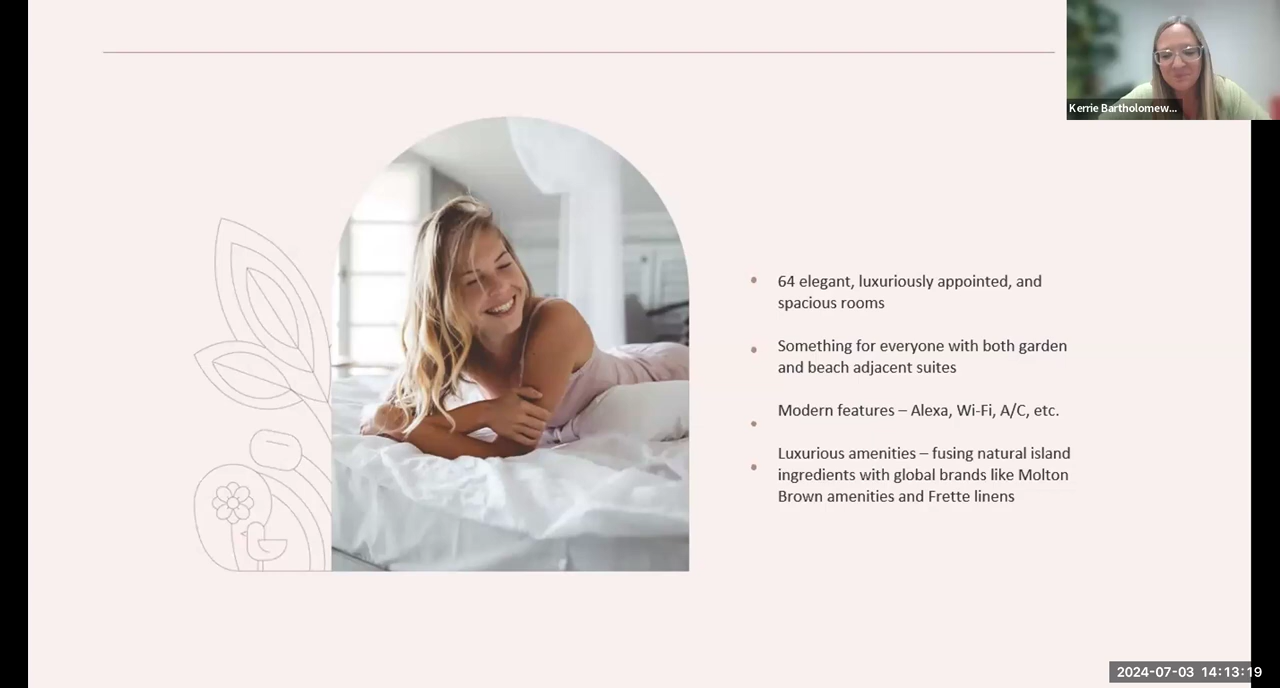 Kerrie Bartholomew...
64 elegant, luxuriously appointed, and
spacious rooms
Something for everyone with both garden
and beach adjacent suites
Modern features – Alexa, Wi-Fi, A/C, etc.
Luxurious amenities – fusing natural island
ingredients with global brands like Molton
Brown amenities and Frette linens
2024-07-03 14:13:19